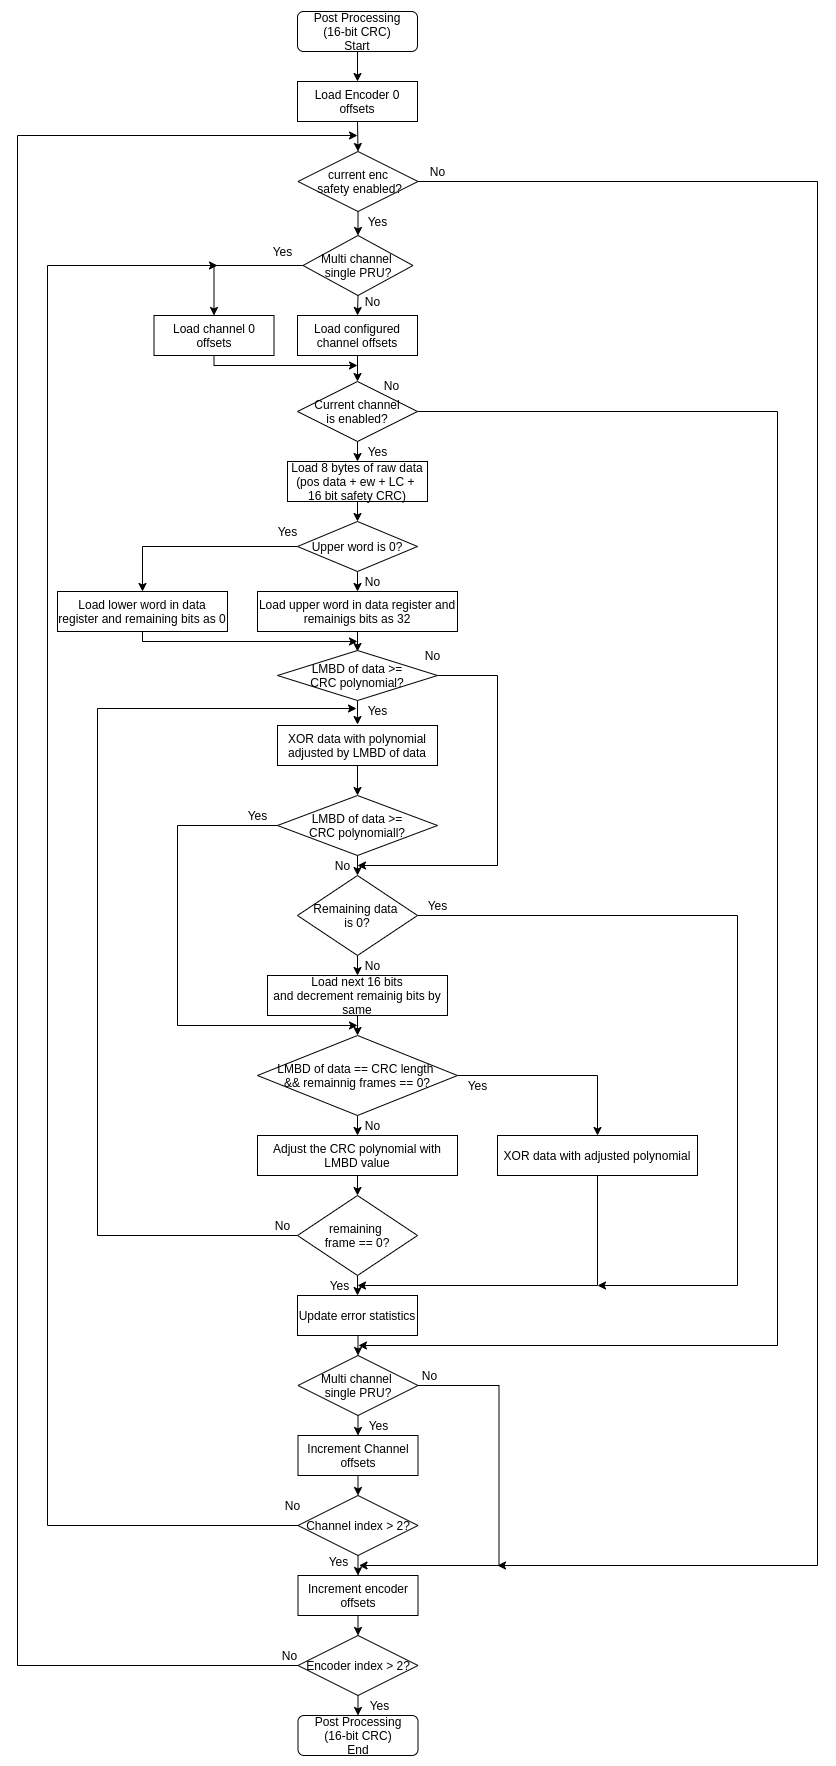 Post Processing
(16-bit CRC)
Start
Load Encoder 0
offsets
current enc
safety enabled?
No
Yes
Yes
Multi channel
single PRU?
No
Load channel 0
offsets
Load configured
channel offsets
No
Current channel
is enabled?
Yes
Load 8 bytes of raw data
(pos data + ew + LC +
16 bit safety CRC)
Yes
Upper word is 0?
No
Load lower word in data
register and remaining bits as 0
Load upper word in data register and
remainigs bits as 32
No
LMBD of data >=
CRC polynomial?
Yes
XOR data with polynomial
adjusted by LMBD of data
Yes
LMBD of data >=
CRC polynomiall?
No
Remaining data
is 0?
Yes
No
Load next 16 bits
and decrement remainig bits by
same
LMBD of data == CRC length
&& remainnig frames == 0?
Yes
No
Adjust the CRC polynomial with
LMBD value
XOR data with adjusted polynomial
No
remaining
frame == 0?
Yes
Update error statistics
Multi channel
single PRU?
No
Yes
Increment Channel
offsets
No
Channel index > 2?
Yes
Increment encoder
offsets
No
Encoder index > 2?
Yes
Post Processing
(16-bit CRC)
End